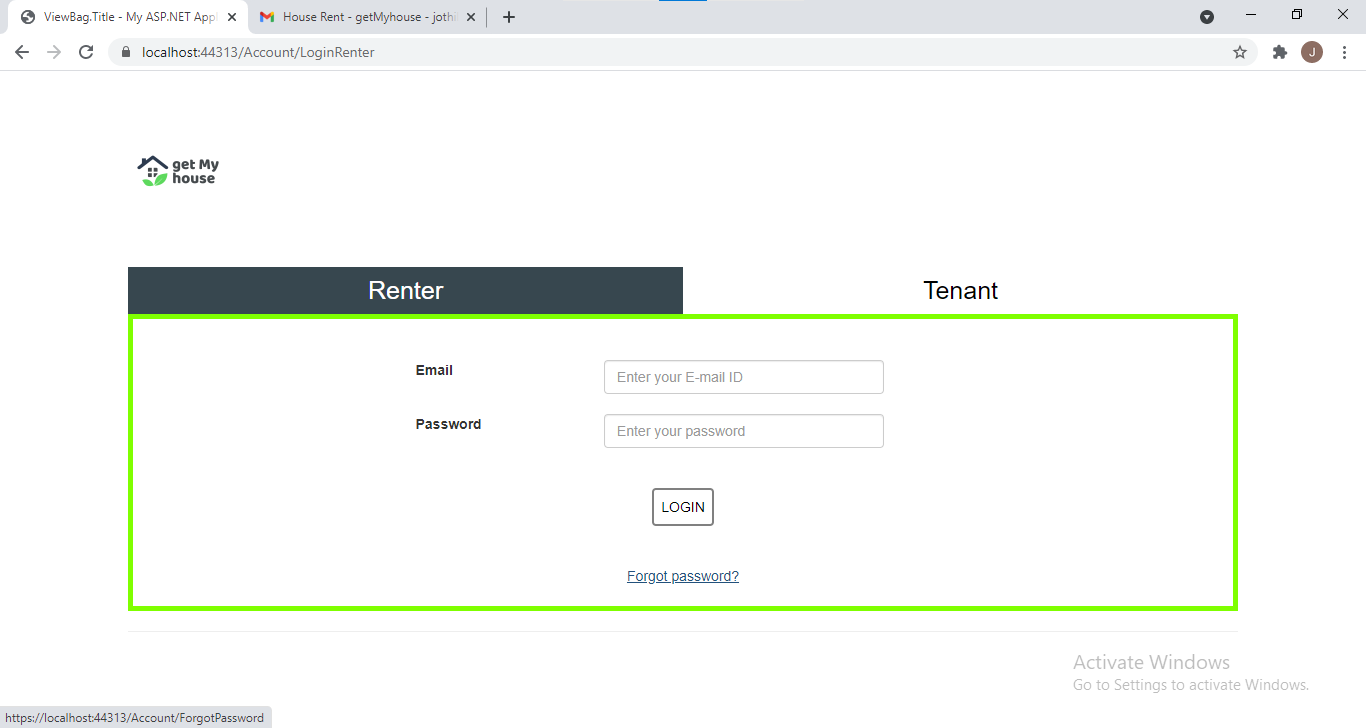 ViewBag.Title - My ASP.NET Appl
House Rent - getMyhouse - jothi
localhost:44313/Account/LoginRenter
J
get My
house
Renter
Tenant
Email
Enter your E-mail ID
Password
Enter your password
LOGIN
Forgot password?
Activate Windows
Go to Settings to activate Windows.
https://localhost:44313/Account/ForgotPassword